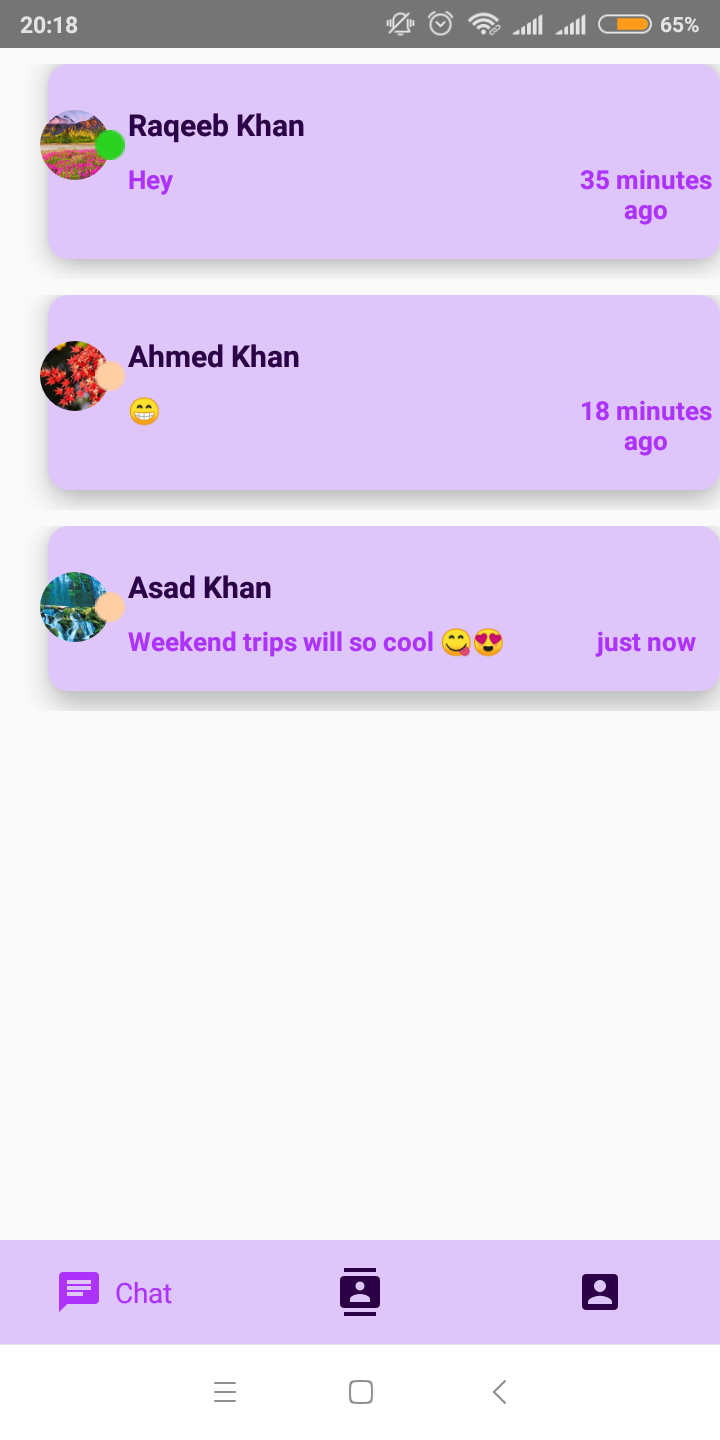 20:18 65%
Raqeeb Khan
Hey 35 minutes
ago
Ahmed Khan
😁 18 minutes
ago
Asad Khan
Weekend trips will so cool 😋😍 just now
Chat